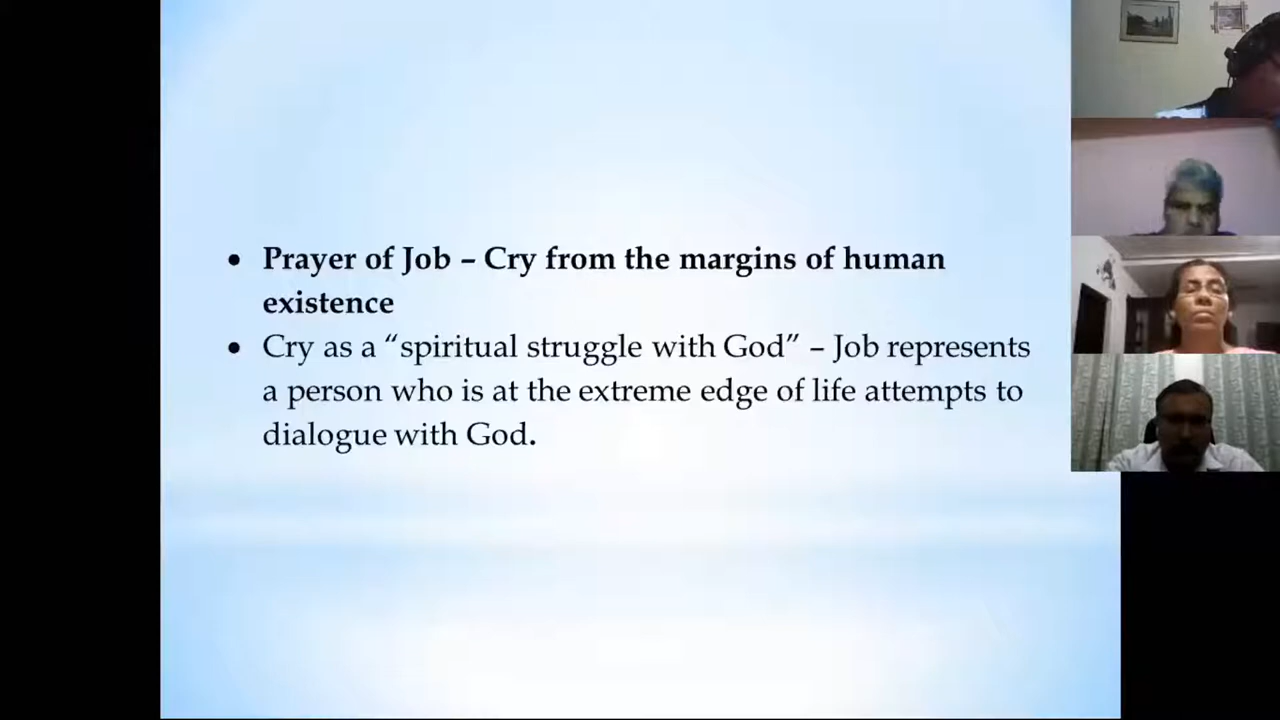 • Prayer of Job – Cry from the margins of human
existence
• Cry as a “spiritual struggle with God” – Job represents
a person who is at the extreme edge of life attempts to
dialogue with God.